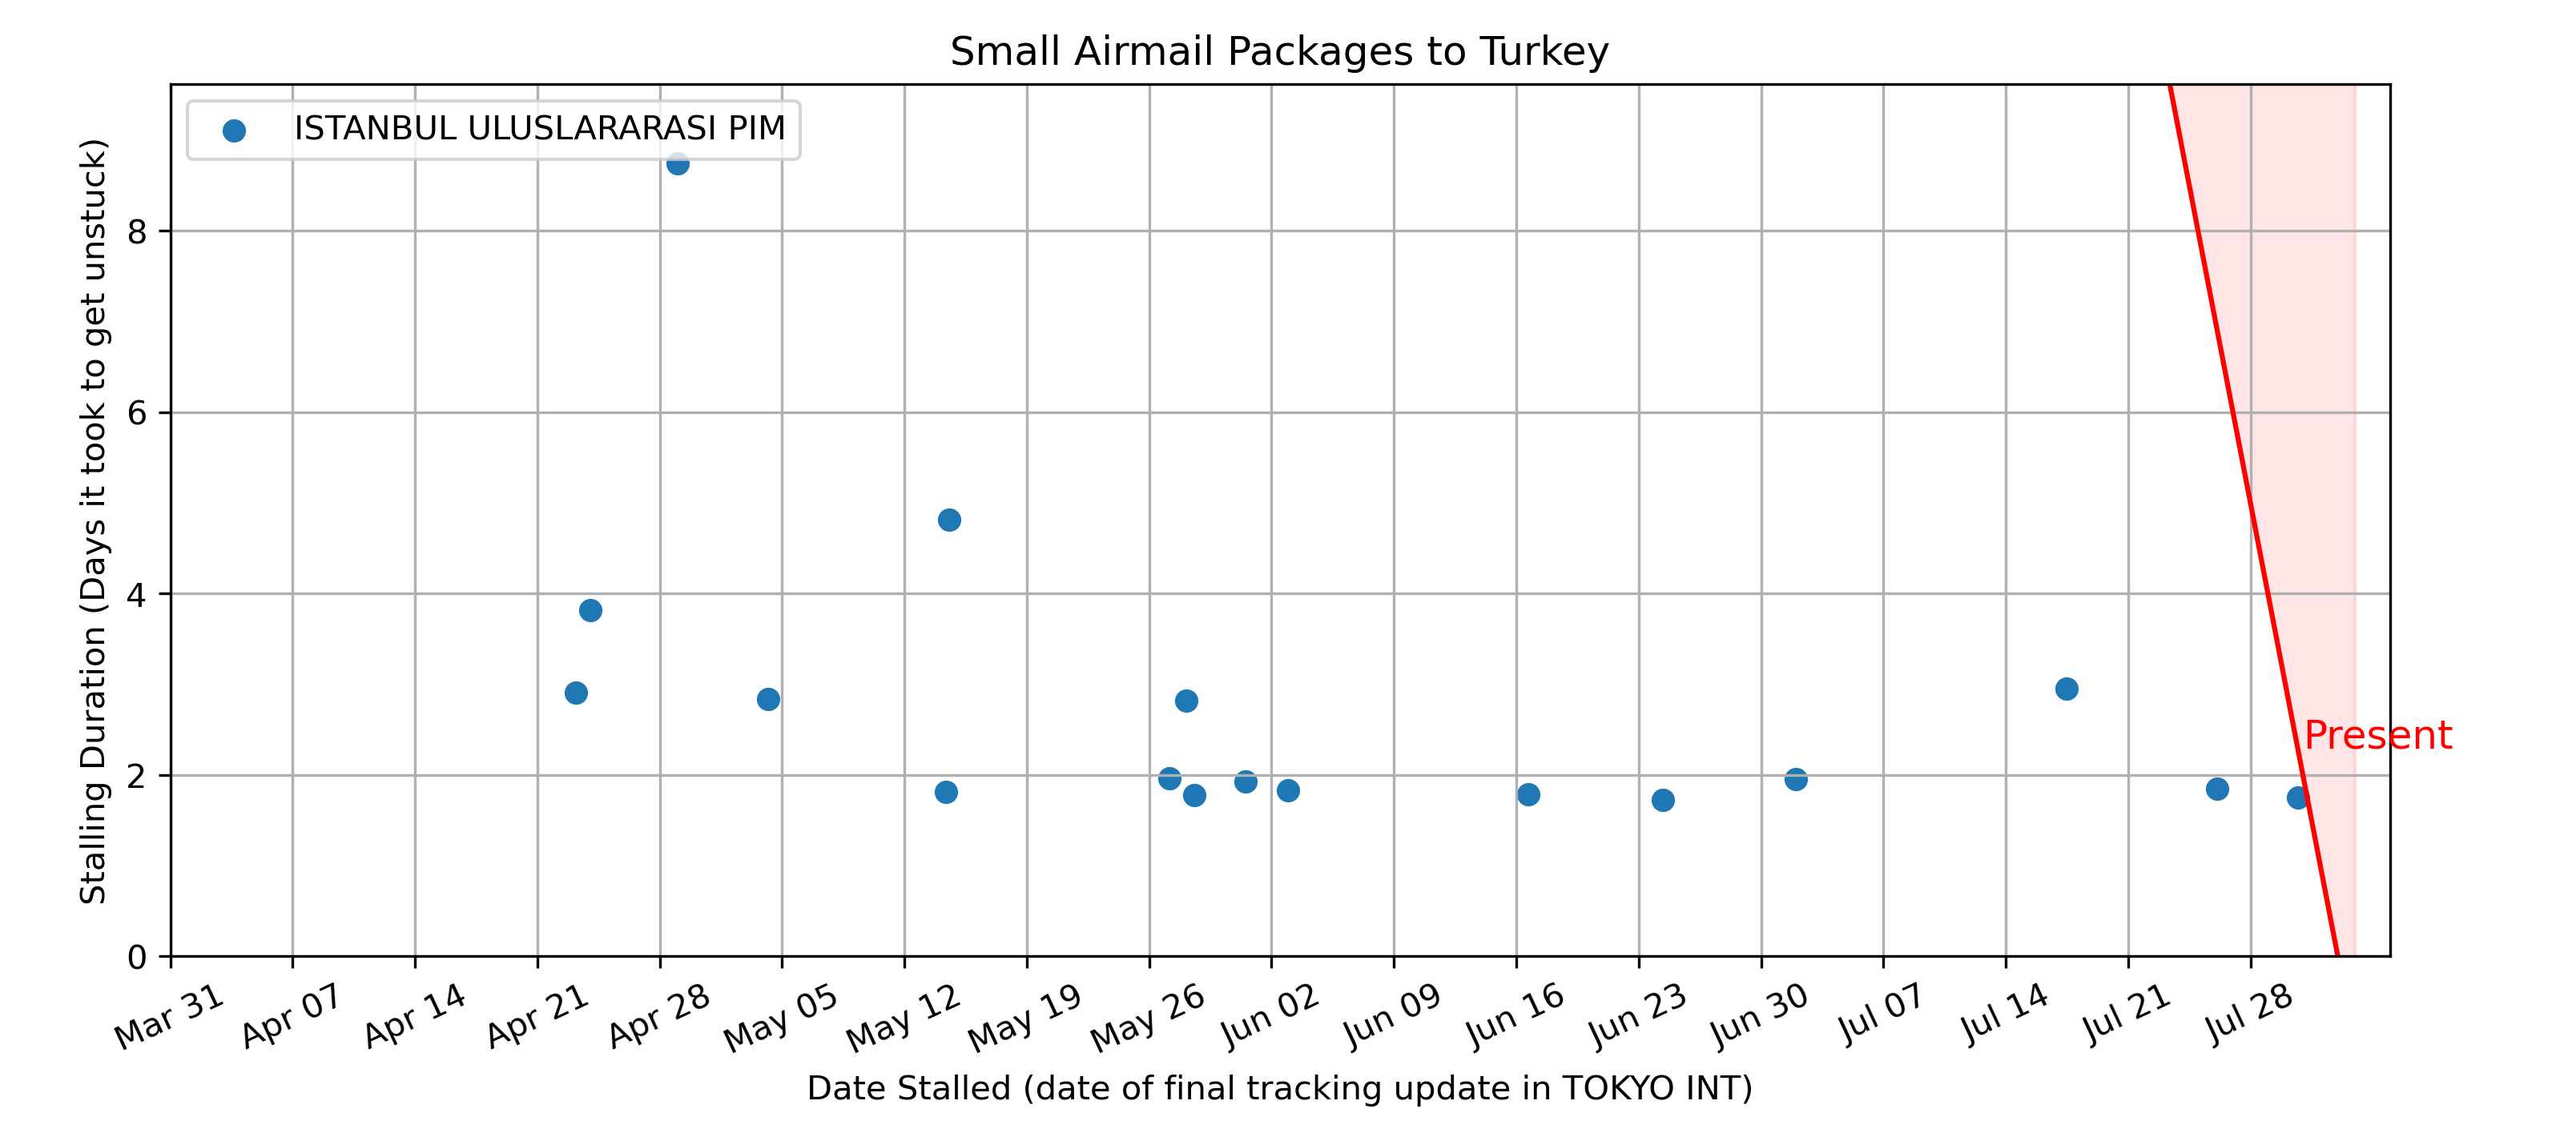 Small Airmail Packages to Turkey
ISTANBUL ULUSLARARASI PIM
Stalling Duration (Days it took to get unstuck)
8
6
4
2
0
Present
Mar 31
Apr 07
Apr 14
Apr 21
Apr 28
May 05
May 12
May 19
May 26
Jun 02
Jun 09
Jun 16
Jun 23
Jun 30
Jul 07
Jul 14
Jul 21
Jul 28
Date Stalled (date of final tracking update in TOKYO INT)